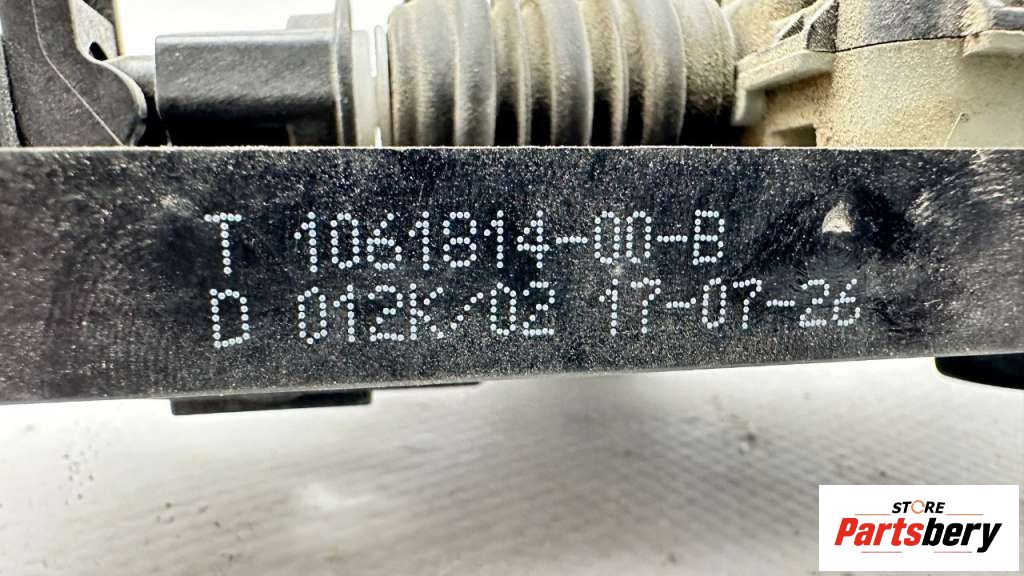 T 1061814-00-B
D 012K/02 17-07-26
STORE
Partsbery